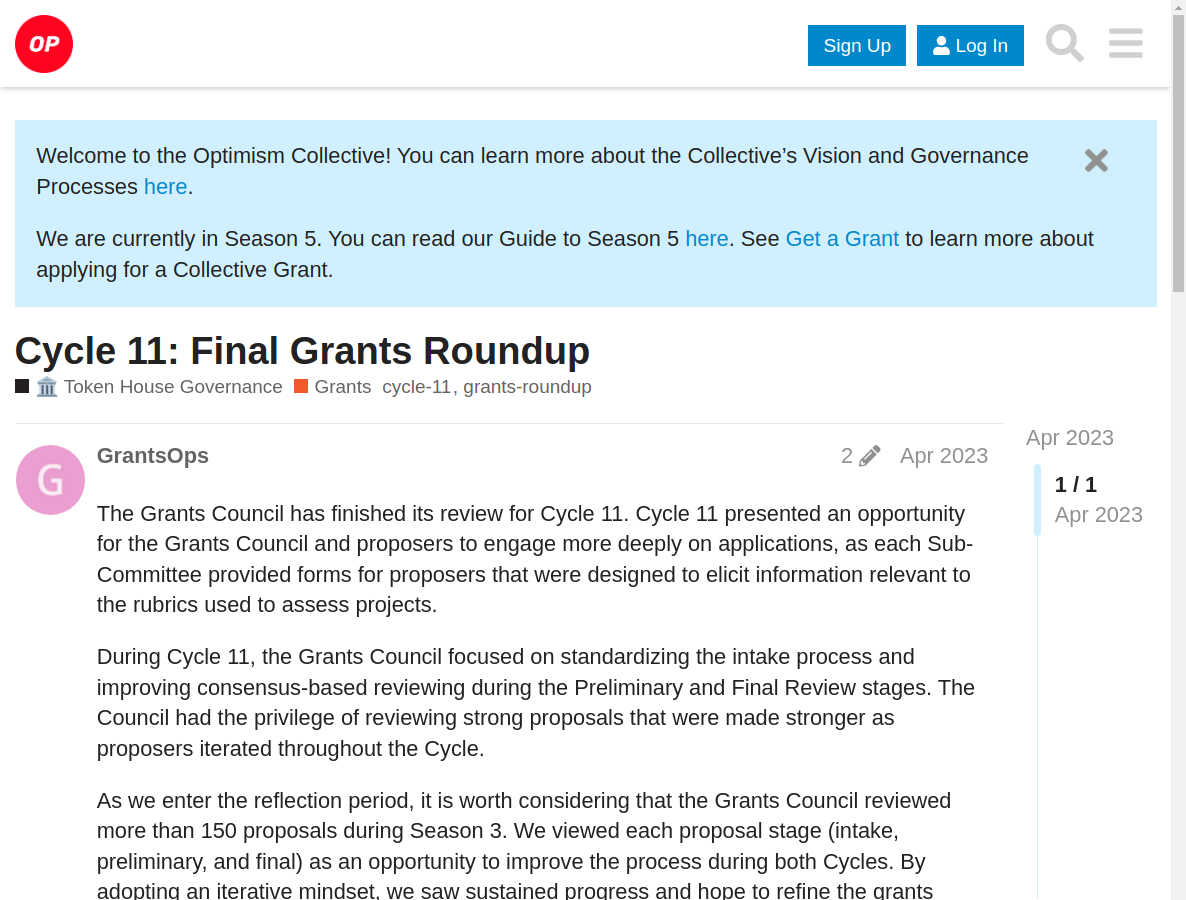 OP
Sign Up
Log In
Welcome to the Optimism Collective! You can learn more about the Collective’s Vision and Governance
Processes here.
We are currently in Season 5. You can read our Guide to Season 5 here. See Get a Grant to learn more about
applying for a Collective Grant.
Cycle 11: Final Grants Roundup
Token House Governance Grants cycle-11, grants-roundup
Apr 2023
1 / 1
Apr 2023
G
GrantsOps 2 Apr 2023
The Grants Council has finished its review for Cycle 11. Cycle 11 presented an opportunity
for the Grants Council and proposers to engage more deeply on applications, as each Sub-
Committee provided forms for proposers that were designed to elicit information relevant to
the rubrics used to assess projects.
During Cycle 11, the Grants Council focused on standardizing the intake process and
improving consensus-based reviewing during the Preliminary and Final Review stages. The
Council had the privilege of reviewing strong proposals that were made stronger as
proposers iterated throughout the Cycle.
As we enter the reflection period, it is worth considering that the Grants Council reviewed
more than 150 proposals during Season 3. We viewed each proposal stage (intake,
preliminary, and final) as an opportunity to improve the process during both Cycles. By
adopting an iterative mindset, we saw sustained progress and hope to refine the grants